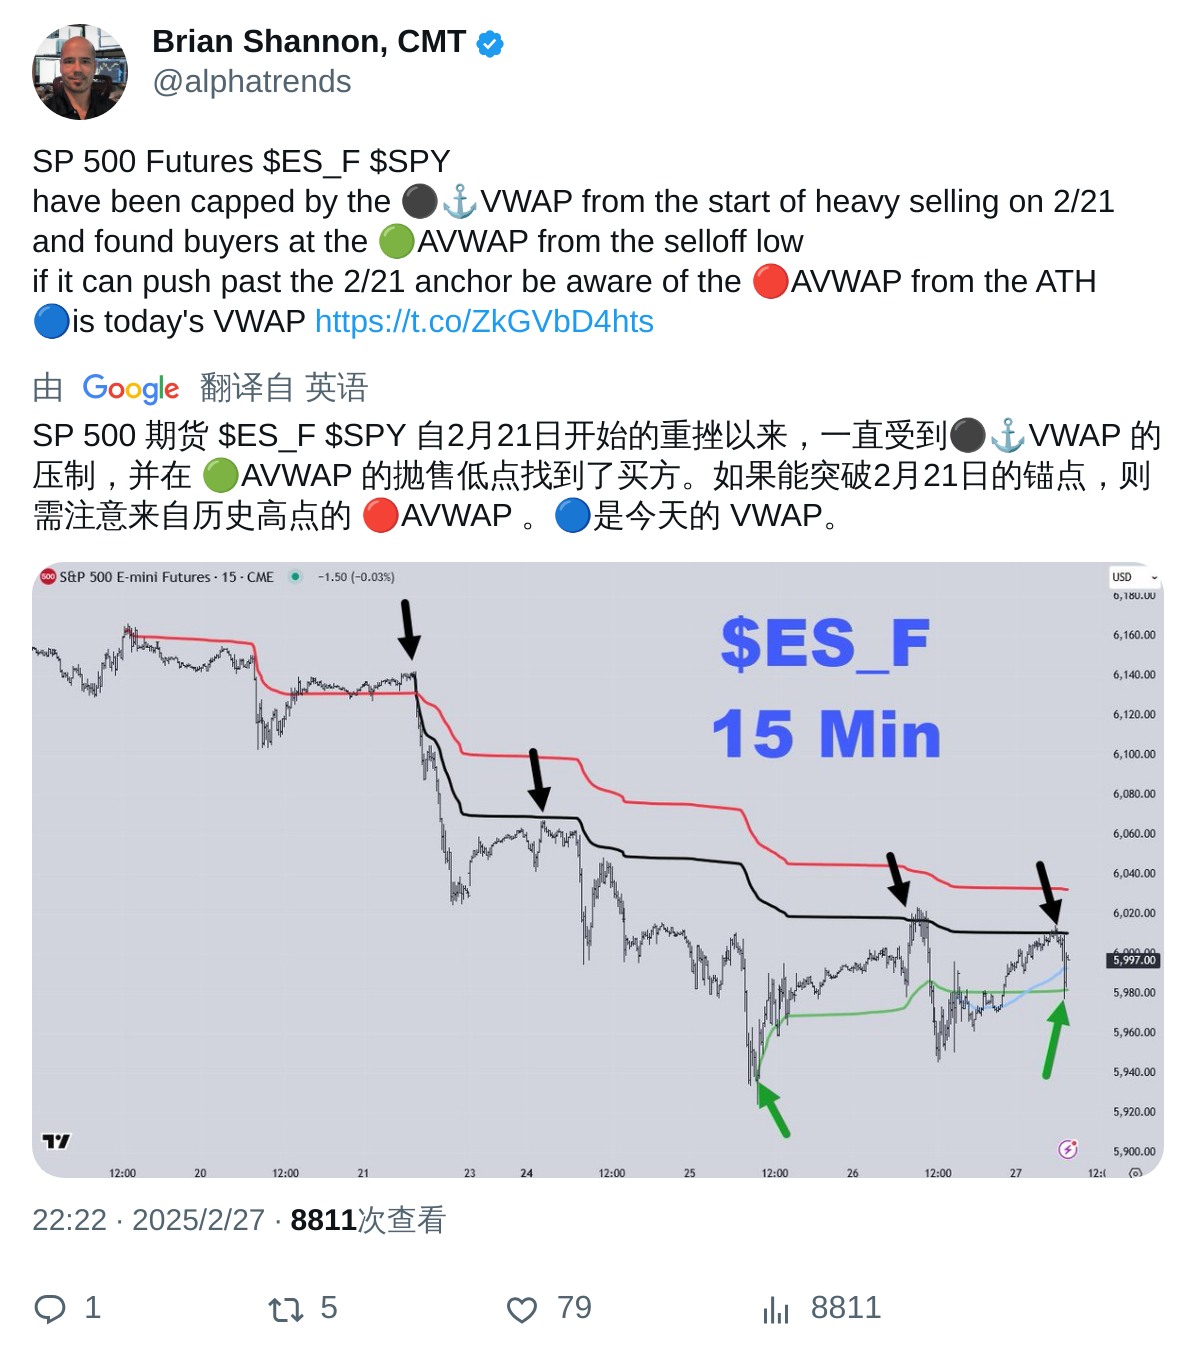 Brian Shannon, CMT
@alphatrends
SP 500 Futures $ES_F $SPY
have been capped by the ⚫⚓VWAP from the start of heavy selling on 2/21
and found buyers at the 🟢AVWAP from the selloff low
if it can push past the 2/21 anchor be aware of the 🔴AVWAP from the ATH
🔵is today's VWAP https://t.co/ZkGVbD4hts
由 Google 翻译自 英语
SP 500 期货 $ES_F $SPY 自2月21日开始的重挫以来，一直受到⚫⚓VWAP 的
压制，并在 🟢AVWAP 的抛售低点找到了买方。如果能突破2月21日的锚点，则
需注意来自历史高点的 🔴AVWAP 。🔵是今天的 VWAP。
500 S&P 500 E-mini Futures · 15 · CME −1.50 (−0.03%)
USD
6,180.00
6,160.00
6,140.00
6,120.00
6,100.00
6,080.00
6,060.00
6,040.00
6,020.00
6,000.00
5,997.00
5,980.00
5,960.00
5,940.00
5,920.00
5,900.00
$ES_F
15 Min
12:00 20 12:00 21 23 24 12:00 25 12:00 26 12:00 27 12:(
22:22 · 2025/2/27 · 8811次查看
1 5 79 8811